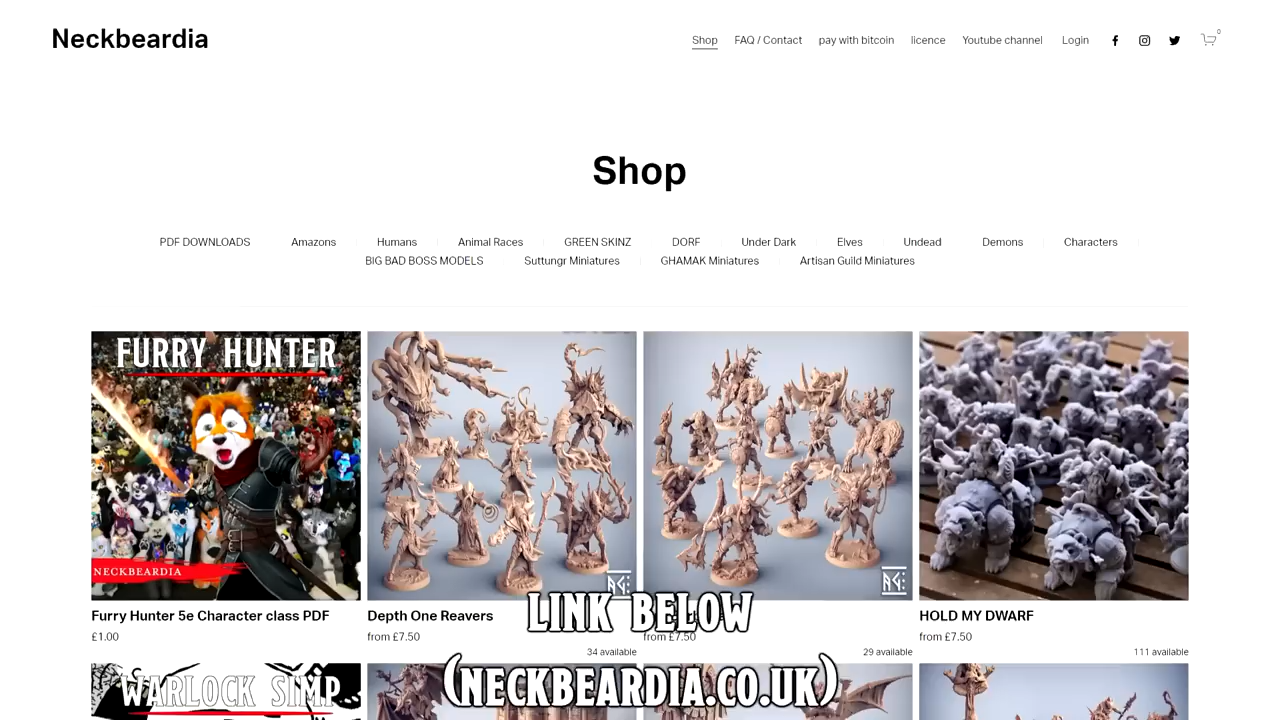 Neckbeardia
Shop FAQ / Contact pay with bitcoin licence Youtube channel Login 0
Shop
PDF DOWNLOADS Amazons Humans Animal Races GREEN SKINZ DORF Under Dark Elves Undead Demons Characters
BIG BAD BOSS MODELS Suttungr Miniatures GHAMAK Miniatures Artisan Guild Miniatures
FURRY HUNTER
NECKBEARDIA
Furry Hunter 5e Character class PDF
£1.00
Depth One Reavers
from £7.50
34 available
from £7.50
29 available
HOLD MY DWARF
from £7.50
111 available
LINK BELOW
WARLOCK SIMP
(NECKBEARDIA.CO.UK)